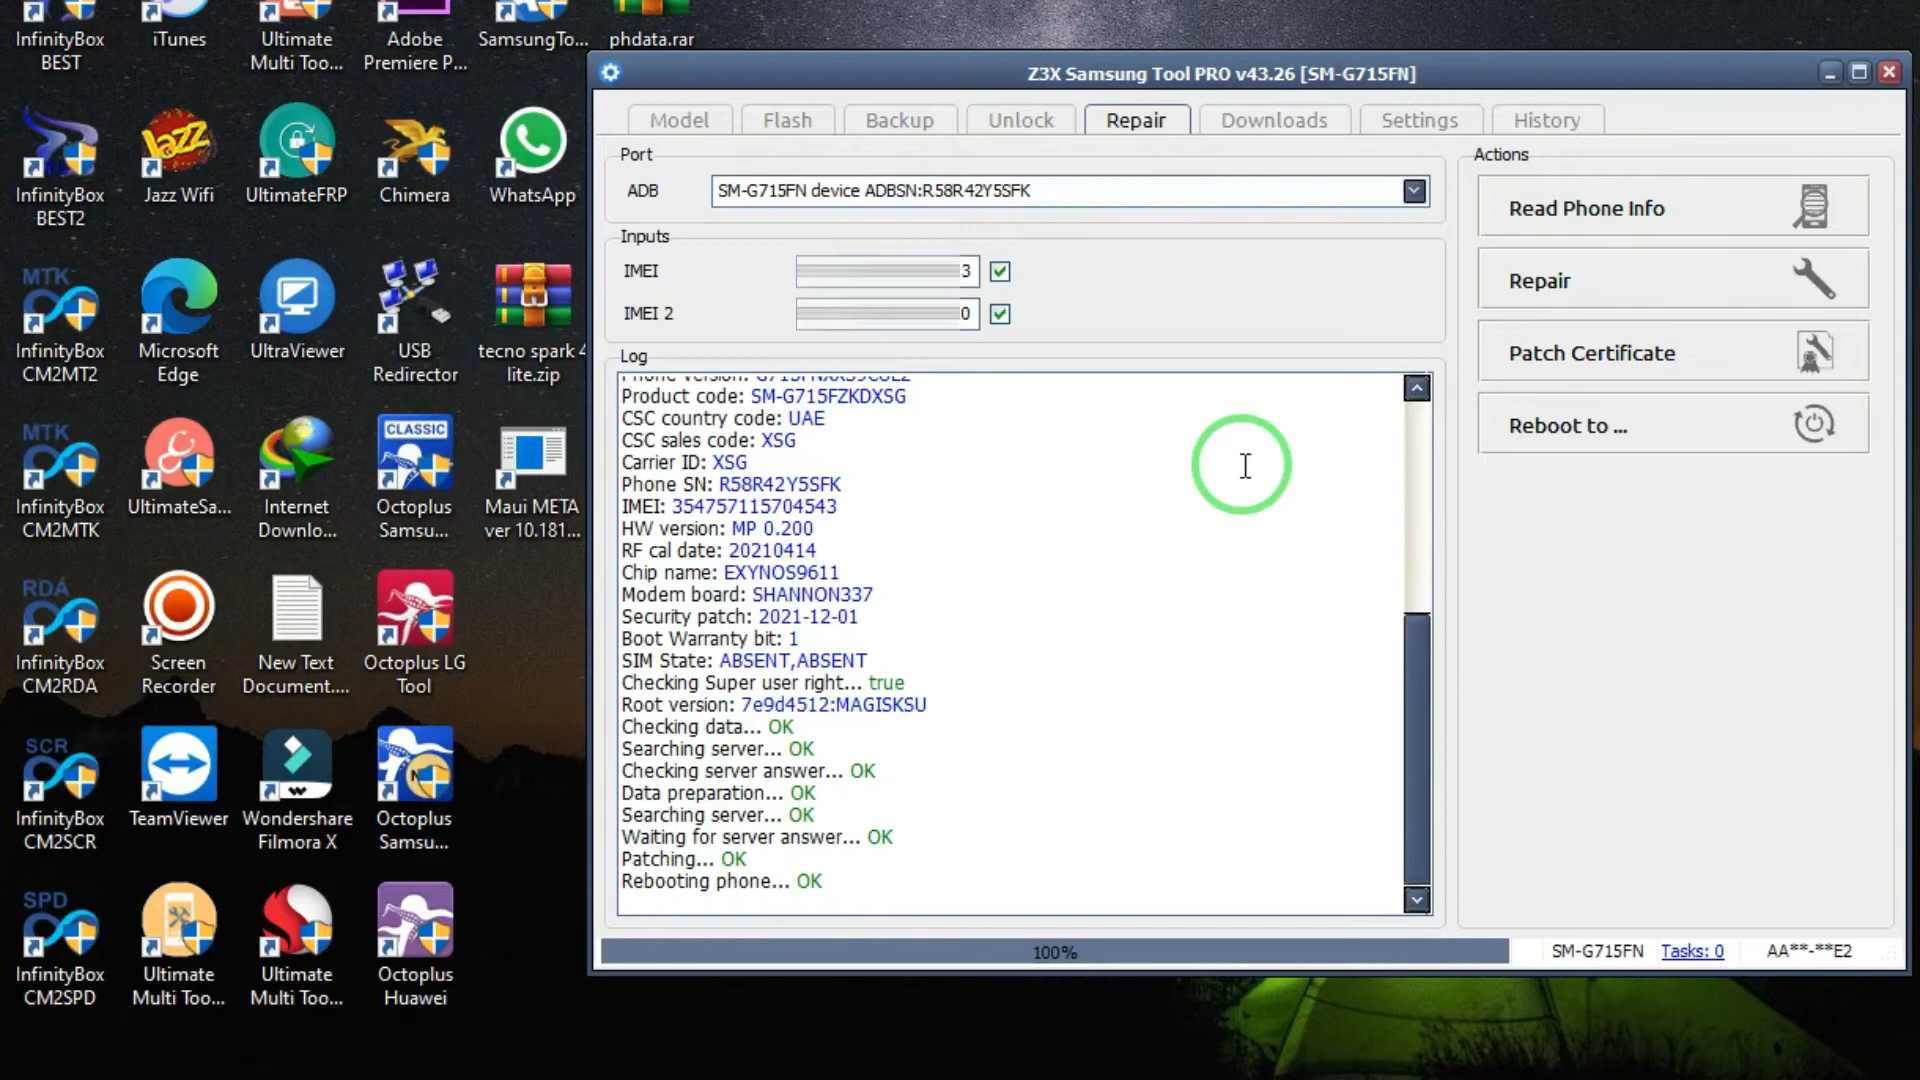 InfinityBox
BEST
iTunes
Ultimate
Multi Too...
Adobe
Premiere P...
SamsungTo...
phdata.rar
InfinityBox
BEST2
Jazz
Jazz Wifi
UltimateFRP
Chimera
WhatsApp
MTK
InfinityBox
CM2MT2
Microsoft
Edge
UltraViewer
USB
Redirector
tecno spark 4
lite.zip
MTK
InfinityBox
CM2MTK
UltimateSa...
Internet
Downlo...
CLASSIC
Octoplus
Samsu...
Maui META
ver 10.181...
RDA
InfinityBox
CM2RDA
Screen
Recorder
New Text
Document....
Octoplus LG
Tool
SCR
InfinityBox
CM2SCR
TeamViewer
Wondershare
Filmora X
Octoplus
Samsu...
SPD
InfinityBox
CM2SPD
Ultimate
Multi Too...
Ultimate
Multi Too...
Octoplus
Huawei
Z3X Samsung Tool PRO v43.26 [SM-G715FN]
Model Flash Backup Unlock Repair Downloads Settings History
Port
ADB SM-G715FN device ADBSN:R58R42Y5SFK
Inputs
IMEI 3
IMEI 2 0
Log
Product code: SM-G715FZKDXSG
CSC country code: UAE
CSC sales code: XSG
Carrier ID: XSG
Phone SN: R58R42Y5SFK
IMEI: 354757115704543
HW version: MP 0.200
RF cal date: 20210414
Chip name: EXYNOS9611
Modem board: SHANNON337
Security patch: 2021-12-01
Boot Warranty bit: 1
SIM State: ABSENT,ABSENT
Checking Super user right... true
Root version: 7e9d4512:MAGISKSU
Checking data... OK
Searching server... OK
Checking server answer... OK
Data preparation... OK
Searching server... OK
Waiting for server answer... OK
Patching... OK
Rebooting phone... OK
Actions
Read Phone Info
Repair
Patch Certificate
Reboot to ...
100%
SM-G715FN Tasks: 0 AA**-**E2